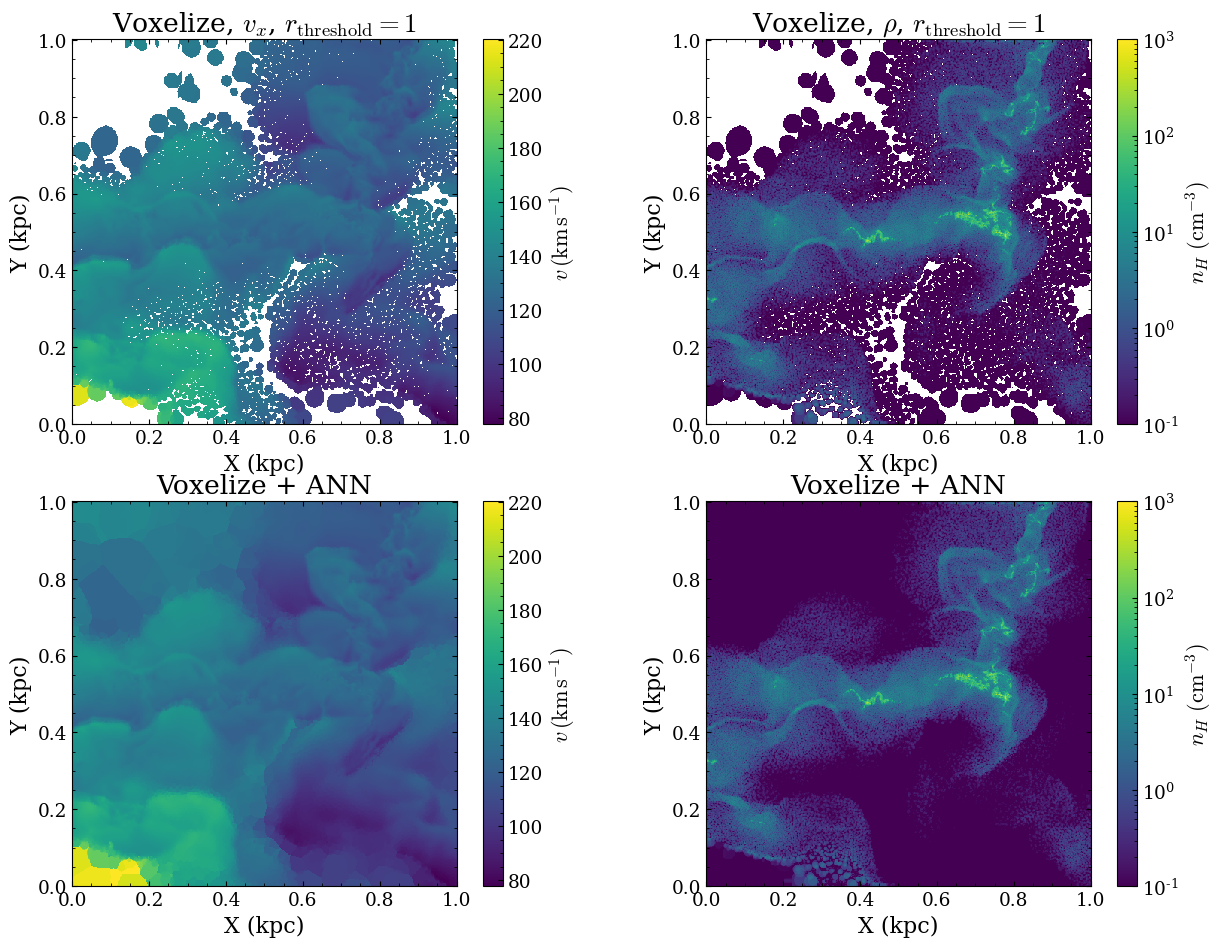 Voxelize, $v_x$, $r_{\rm threshold} = 1$
1.0
0.8
0.6
0.4
0.2
0.0
Y (kpc)
0.0 0.2 0.4 0.6 0.8 1.0
X (kpc)
220
200
180
160
140
120
100
80
$v\,(\rm km\,s^{-1})$
Voxelize, $\rho$, $r_{\rm threshold} = 1$
1.0
0.8
0.6
0.4
0.2
0.0
Y (kpc)
0.0 0.2 0.4 0.6 0.8 1.0
X (kpc)
$10^3$
$10^2$
$10^1$
$10^0$
$10^{-1}$
$n_H\ (\rm cm^{-3})$
Voxelize + ANN
1.0
0.8
0.6
0.4
0.2
0.0
Y (kpc)
0.0 0.2 0.4 0.6 0.8 1.0
X (kpc)
220
200
180
160
140
120
100
80
$v\,(\rm km\,s^{-1})$
Voxelize + ANN
1.0
0.8
0.6
0.4
0.2
0.0
Y (kpc)
0.0 0.2 0.4 0.6 0.8 1.0
X (kpc)
$10^3$
$10^2$
$10^1$
$10^0$
$10^{-1}$
$n_H\ (\rm cm^{-3})$